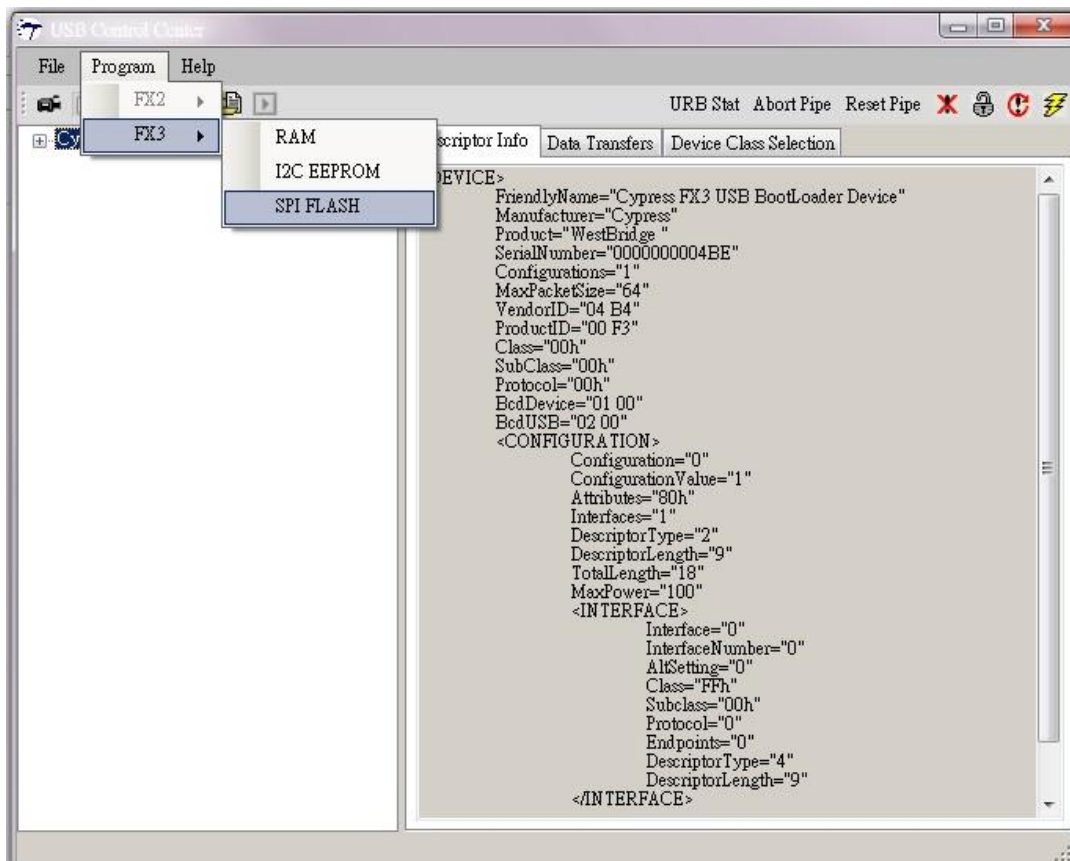 USB Control Center
File Program Help
FX2
URB Stat Abort Pipe Reset Pipe
FX3
RAM
I2C EEPROM
SPI FLASH
Cy
scriptor Info Data Transfers Device Class Selection
DEVICE>
FriendlyName="Cypress FX3 USB BootLoader Device"
Manufacturer="Cypress"
Product="WestBridge "
SerialNumber="0000000004BE"
Configurations="1"
MaxPacketSize="64"
VendorID="04 B4"
ProductID="00 F3"
Class="00h"
SubClass="00h"
Protocol="00h"
BcdDevice="01 00"
BcdUSB="02 00"
<CONFIGURATION>
Configuration="0"
ConfigurationValue="1"
Attributes="80h"
Interfaces="1"
DescriptorType="2"
DescriptorLength="9"
TotalLength="18"
MaxPower="100"
<INTERFACE>
Interface="0"
InterfaceNumber="0"
AltSetting="0"
Class="FFh"
Subclass="00h"
Protocol="0"
Endpoints="0"
DescriptorType="4"
DescriptorLength="9"
</INTERFACE>